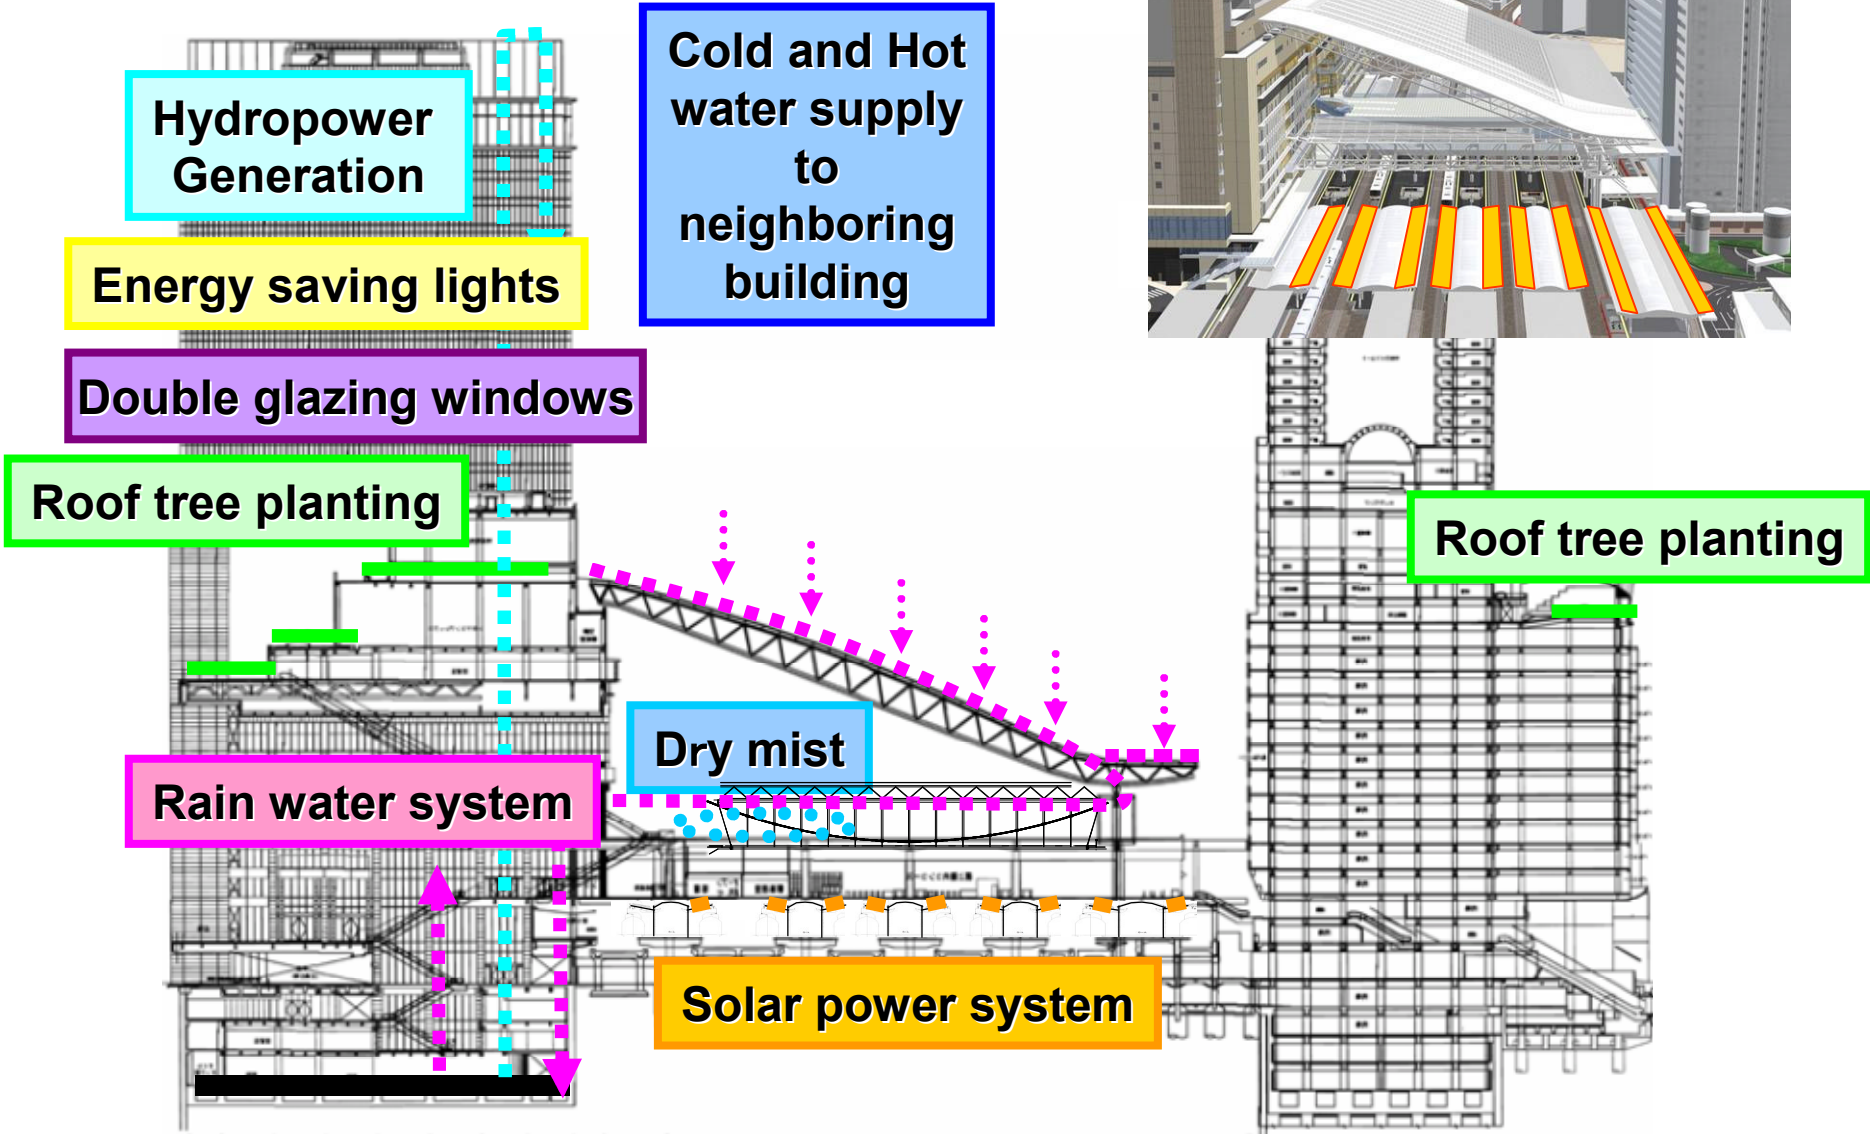 Hydropower
Generation
Cold and Hot
water supply
to
neighboring
building
Energy saving lights
Double glazing windows
Roof tree planting
Roof tree planting
Dry mist
Rain water system
Solar power system